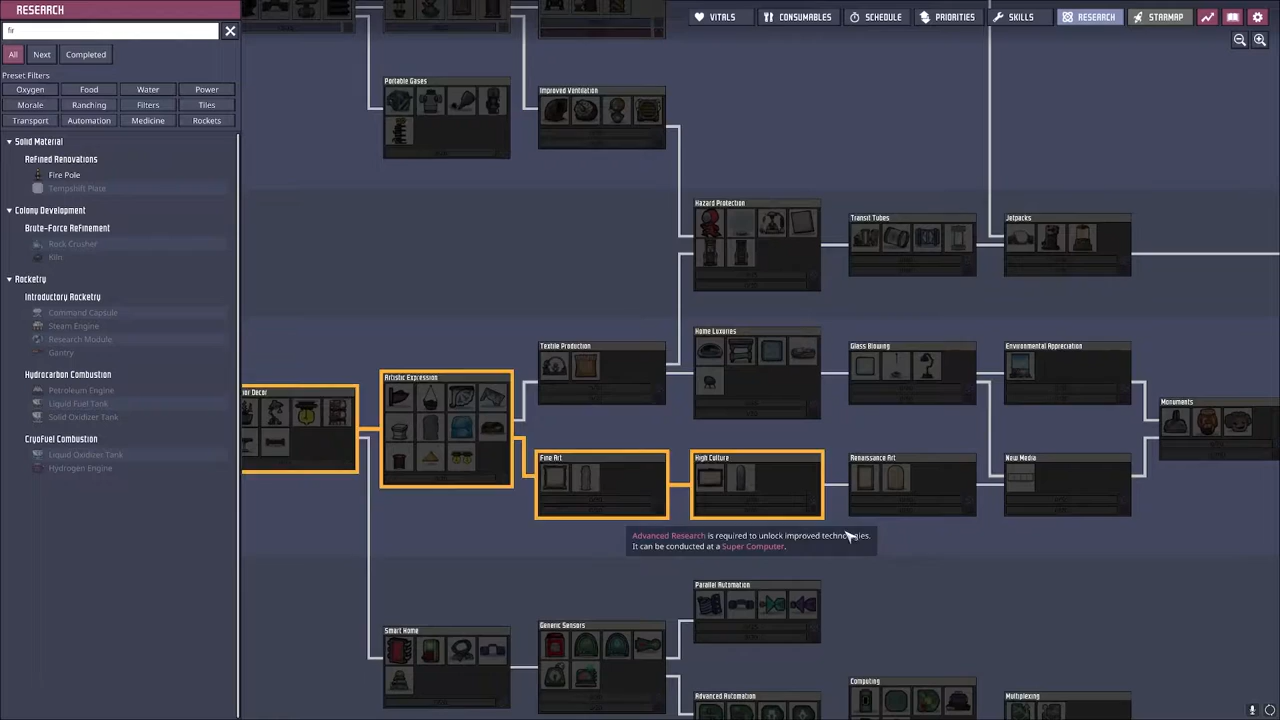 RESEARCH
VITALS
CONSUMABLES
SCHEDULE
PRIORITIES
SKILLS
RESEARCH
STARMAP
fir
All
Next
Completed
Preset Filters
Oxygen
Food
Water
Power
Morale
Ranching
Filters
Tiles
Transport
Automation
Medicine
Rockets
Solid Material
Refined Renovations
Fire Pole
Tempshift Plate
Colony Development
Brute-Force Refinement
Rock Crusher
Kiln
Rocketry
Introductory Rocketry
Command Capsule
Steam Engine
Research Module
Gantry
Hydrocarbon Combustion
Petroleum Engine
Liquid Fuel Tank
Solid Oxidizer Tank
CryoFuel Combustion
Liquid Oxidizer Tank
Hydrogen Engine
Portable Gases
Improved Ventilation
Hazard Protection
Transit Tubes
Jetpacks
Textile Production
Home Luxuries
Glass Blowing
Environmental Appreciation
Artistic Expression
Decor
Monuments
Fine Art
High Culture
Renaissance Art
New Media
Advanced Research is required to unlock improved technologies.
It can be conducted at a Super Computer.
Parallel Automation
Smart Home
Generic Sensors
Advanced Automation
Computing
Multiplexing